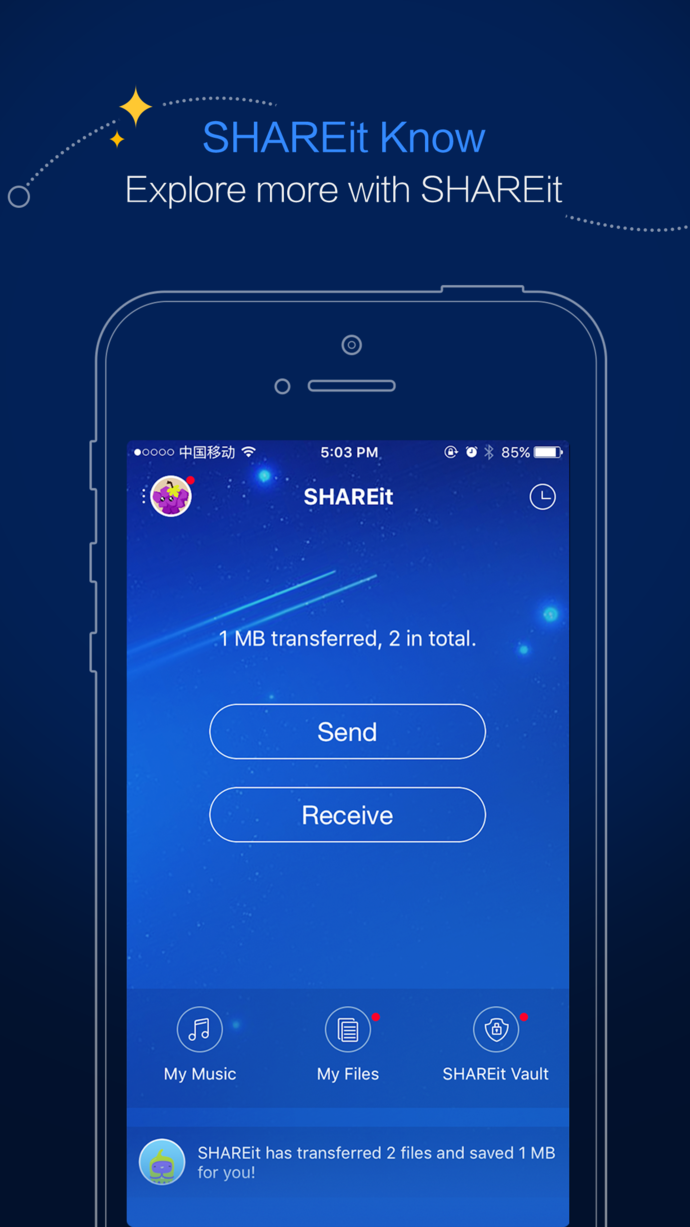 SHAREit Know
Explore more with SHAREit
中国移动 5:03 PM 85%
SHAREit
1 MB transferred, 2 in total.
Send
Receive
My Music My Files SHAREit Vault
SHAREit has transferred 2 files and saved 1 MB
for you!